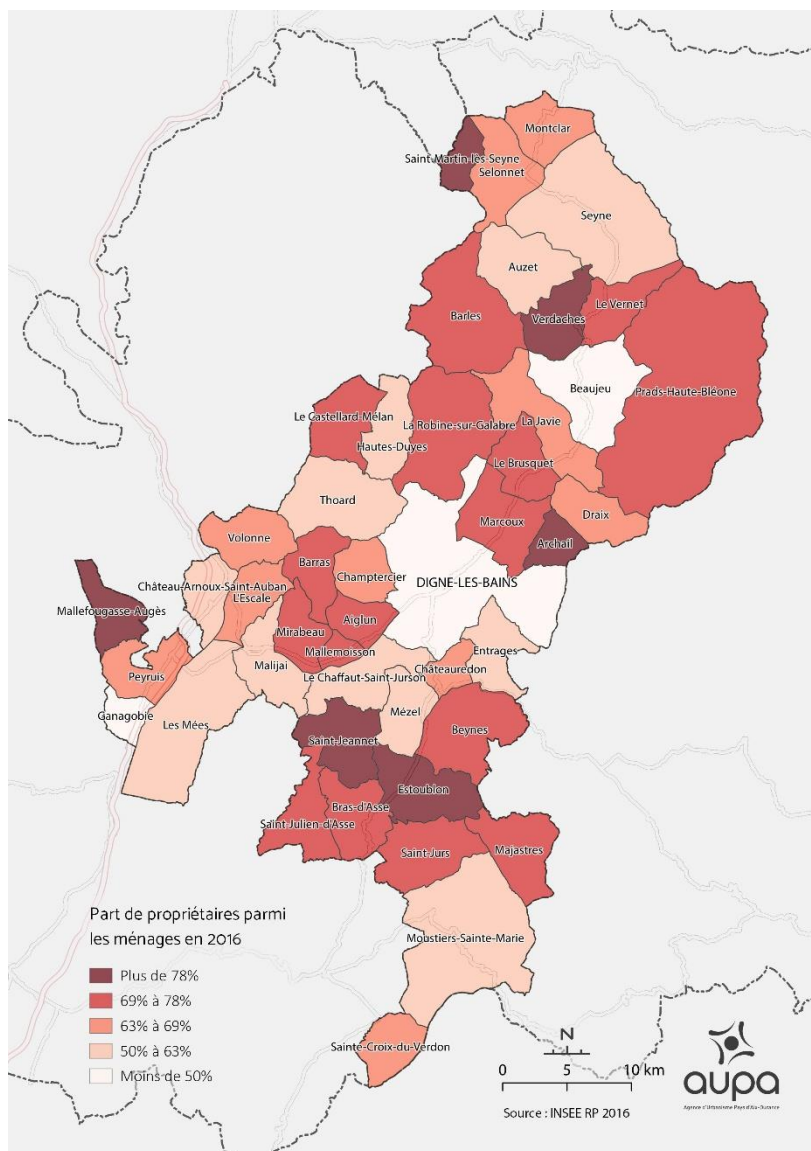 Montclar
Saint-Martin-lès-Seyne
Selonnet
Seyne
Auzet
Le Vernet
Barles
Verdaches
Beaujeu
Prads-Haute-Bléone
Le Castellard-Mélan
La Robine-sur-Galabre
La Javie
Hautes-Duyes
Le Brusquet
Thoard
Marcoux
Draix
Volonne
Archail
Barras
Champtercier
DIGNE-LES-BAINS
Château-Arnoux-Saint-Auban
L'Escale
Mallefougasse-Augès
Aiglun
Mirabeau
Entrages
Mallemoisson
Malijai
Châteauredon
Peyruis
Le Chaffaut-Saint-Jurson
Mézel
Ganagobie
Les Mées
Beynes
Saint-Jeannet
Estoublon
Bras-d'Asse
Saint-Julien-d'Asse
Saint-Jurs
Majastres
Moustiers-Sainte-Marie
Sainte-Croix-du-Verdon
Part de propriétaires parmi
les ménages en 2016
Plus de 78%
69% à 78%
63% à 69%
50% à 63%
Moins de 50%
N
0 5 10 km
Source : INSEE RP 2016
aupa
Agence d'Urbanisme Pays d'Aix-Durance